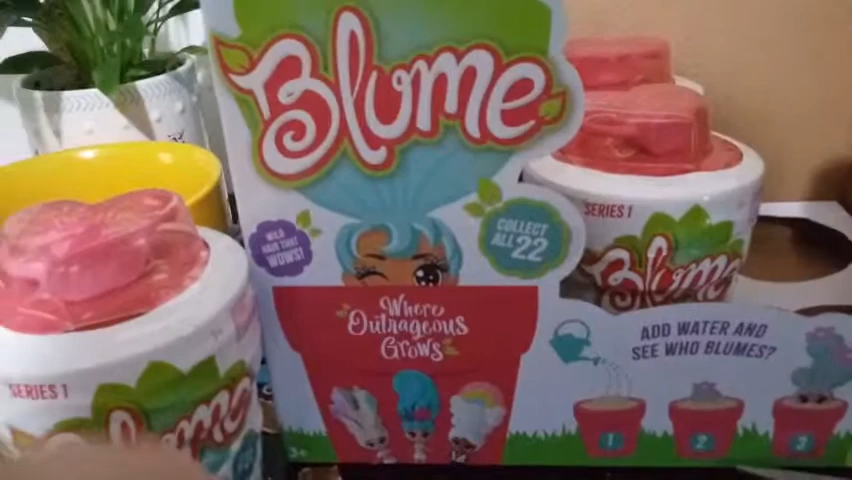 Blume
WILD
HAIR THAT
WOWS!
COLLECT
ALL 22
SERIES 1
Blume
Where
Outrageous
Grows
ADD WATER AND
SEE WHO BLUMES?
SERIES 1
Blume
3+
1
2
3